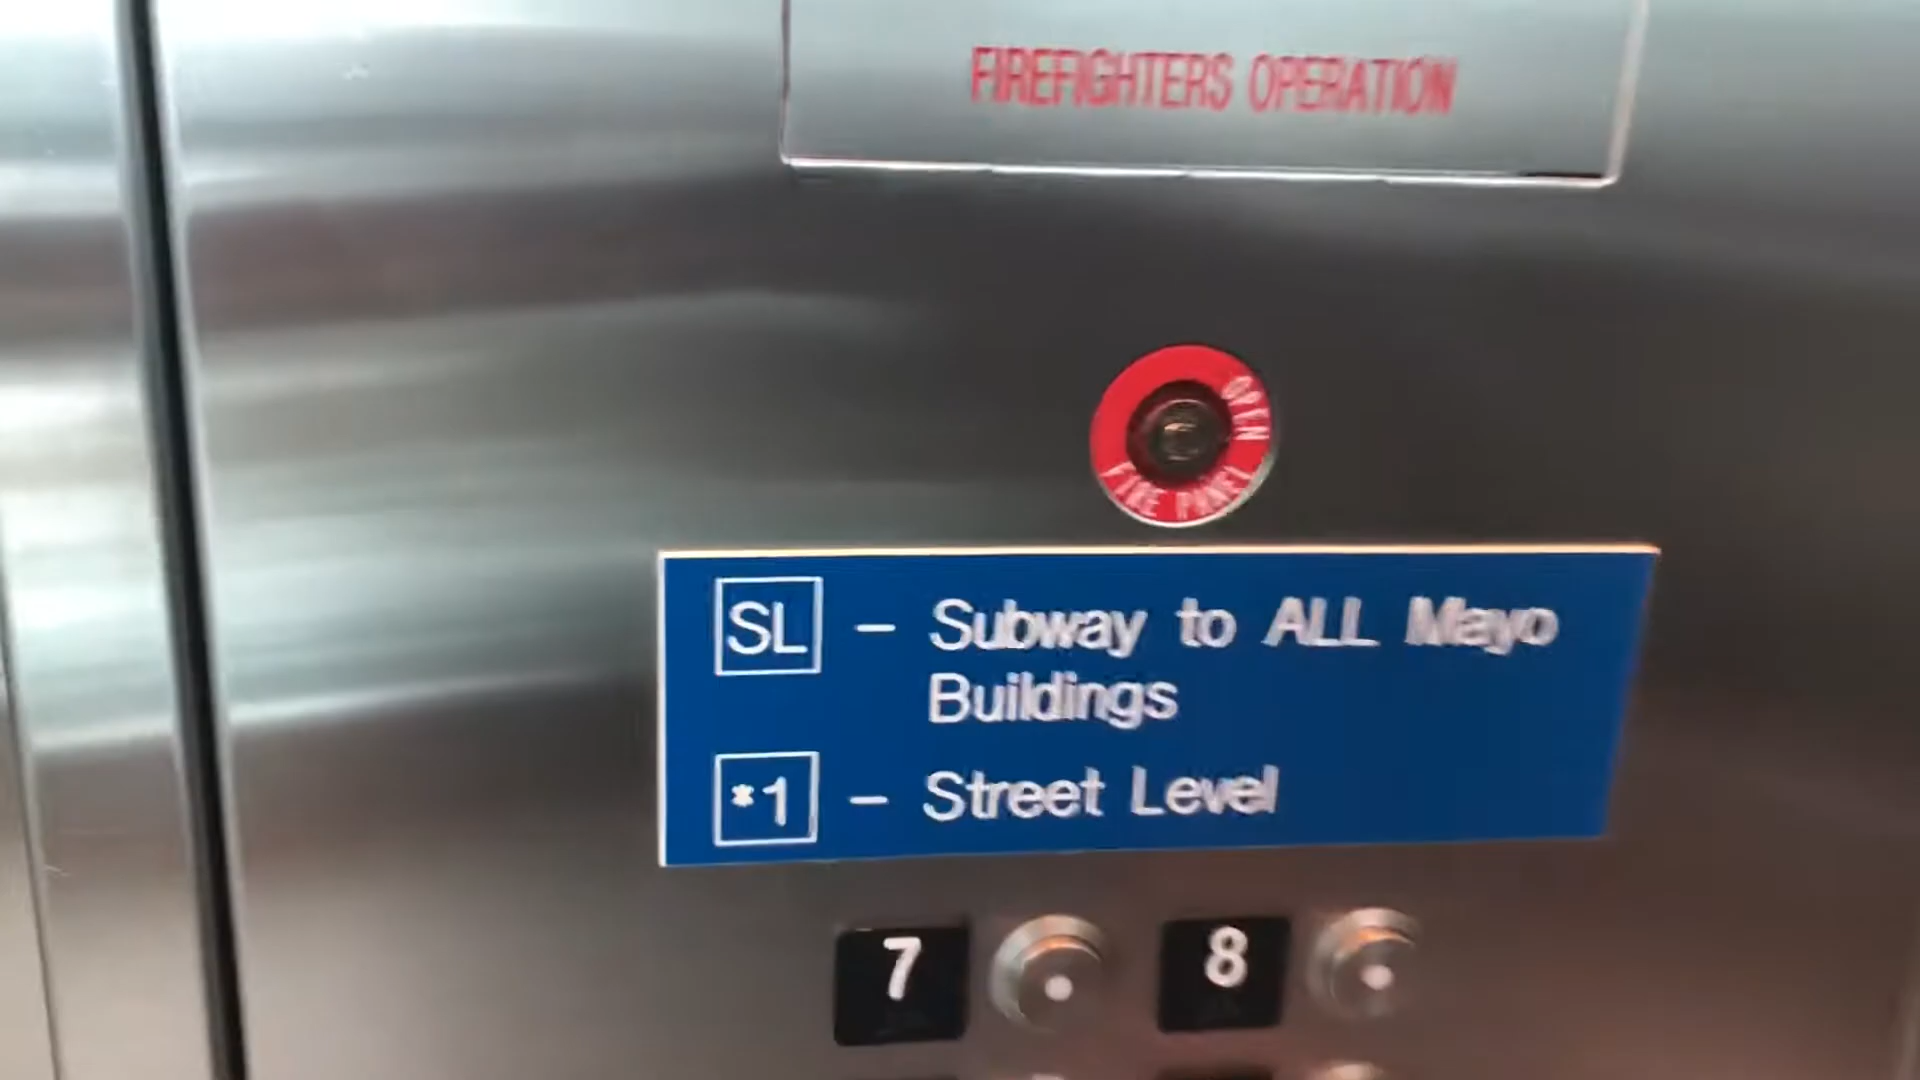 FIREFIGHTERS OPERATION
OPEN
FIRE PANEL
SL – Subway to ALL Mayo
Buildings
*1 – Street Level
7 8